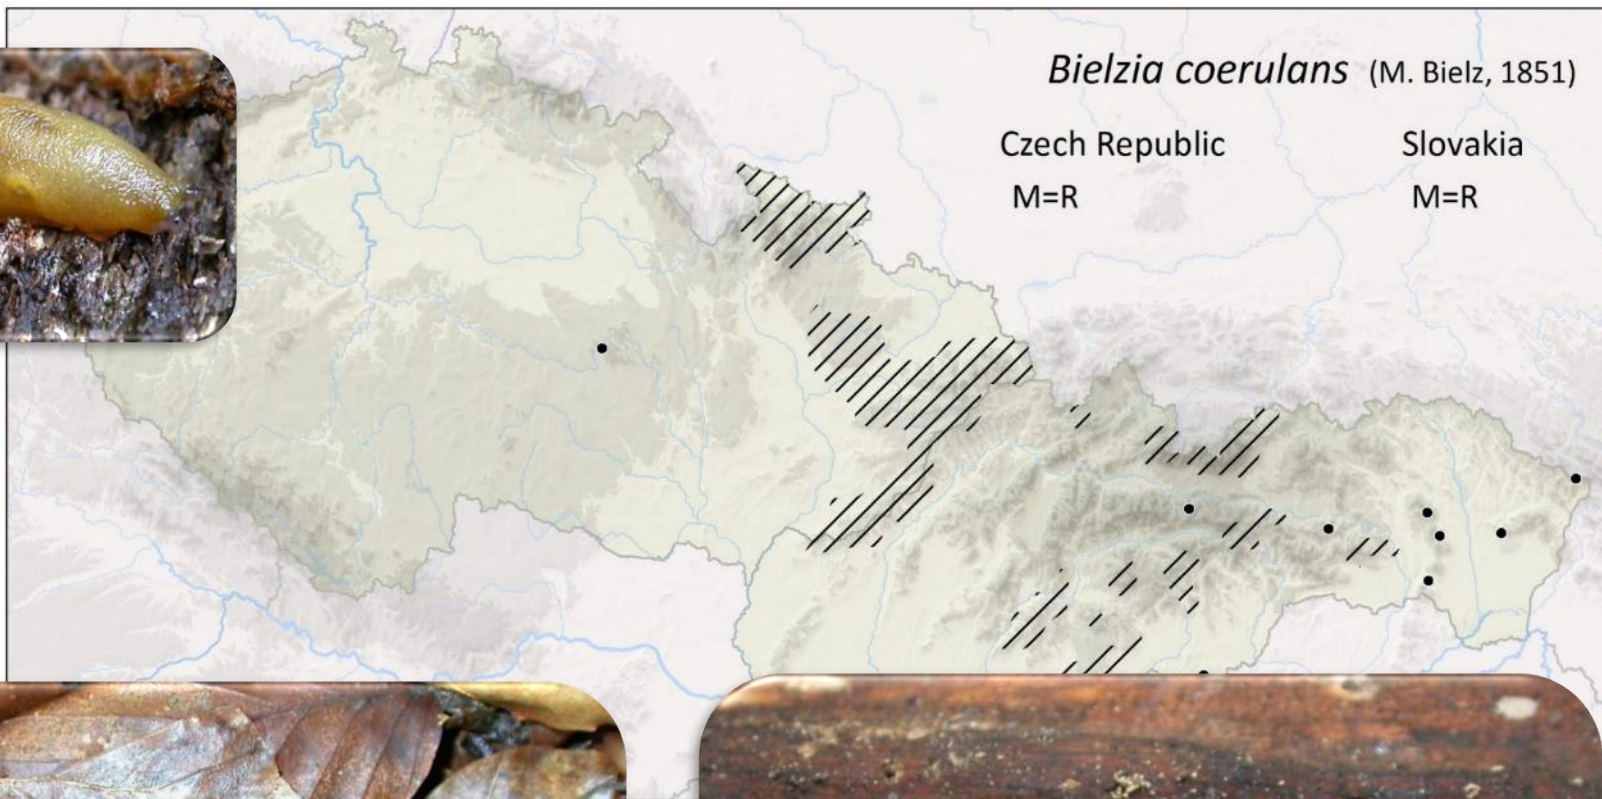 Bielzia coerulans (M. Bielz, 1851)
Czech Republic Slovakia
M=R M=R